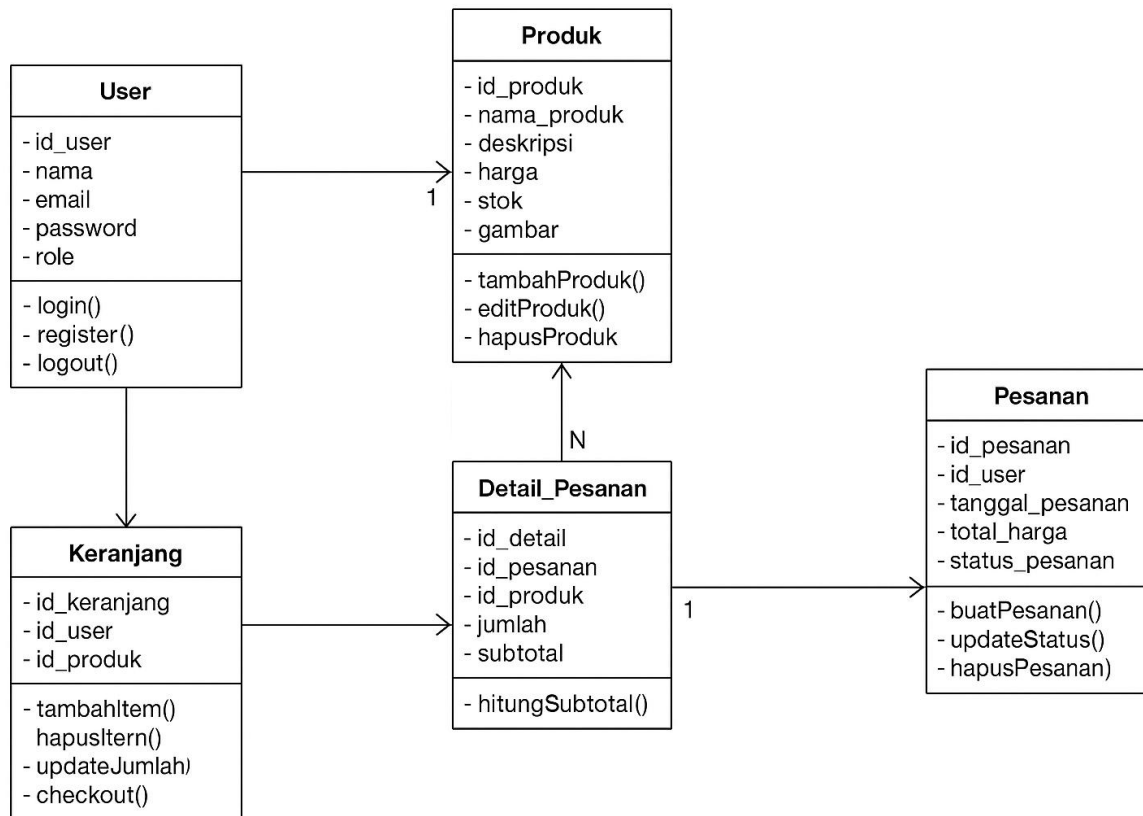 User
- id_user
- nama
- email
- password
- role
- login()
- register()
- logout()
1
Produk
- id_produk
- nama_produk
- deskripsi
- harga
- stok
- gambar
- tambahProduk()
- editProduk()
- hapusProduk
N
Keranjang
- id_keranjang
- id_user
- id_produk
- tambahItem()
hapusItern()
- updateJumlah)
- checkout()
Detail_Pesanan
- id_detail
- id_pesanan
- id_produk
- jumlah
- subtotal
- hitungSubtotal()
1
Pesanan
- id_pesanan
- id_user
- tanggal_pesanan
- total_harga
- status_pesanan
- buatPesanan()
- updateStatus()
- hapusPesanan)